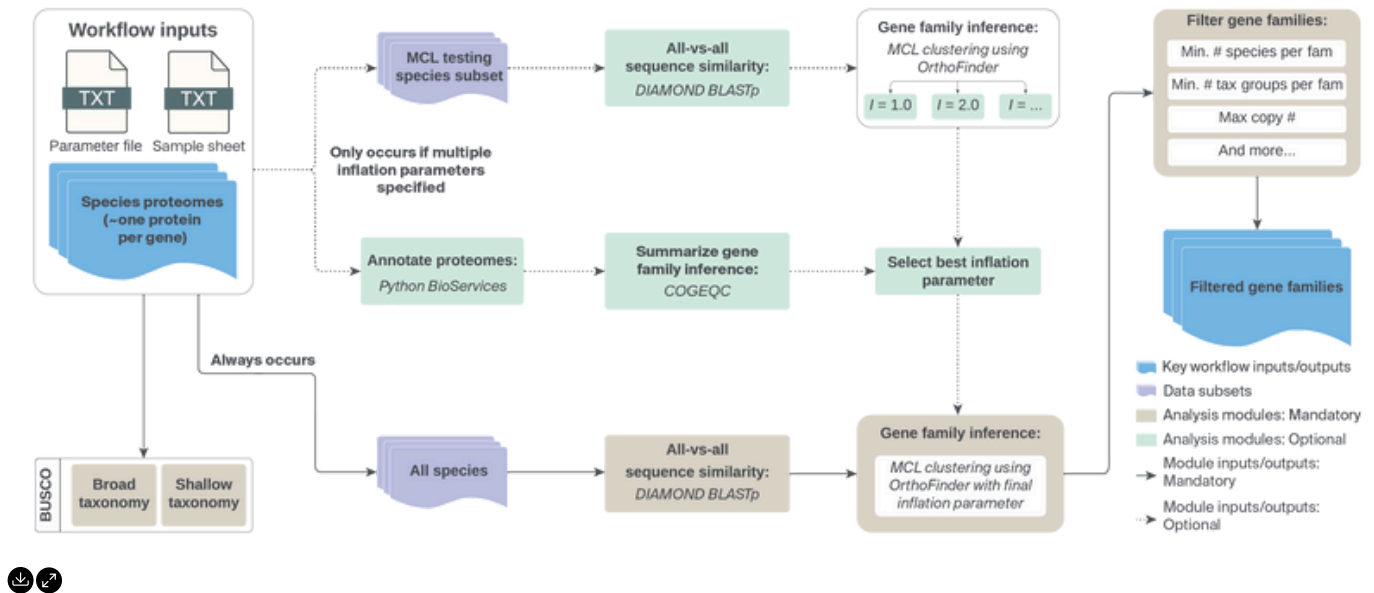 Workflow inputs
TXT
TXT
Parameter file
Sample sheet
Species proteomes
(~one protein
per gene)
Only occurs if multiple
inflation parameters
specified
MCL testing
species subset
All-vs-all
sequence similarity:
DIAMOND BLASTp
Gene family inference:
MCL clustering using
OrthoFinder
I = 1.0
I = 2.0
I = ...
Annotate proteomes:
Python BioServices
Summarize gene
family inference:
COGEQC
Select best inflation
parameter
Always occurs
BUSCO
Broad
taxonomy
Shallow
taxonomy
All species
All-vs-all
sequence similarity:
DIAMOND BLASTp
Gene family inference:
MCL clustering using
OrthoFinder with final
inflation parameter
Filter gene families:
Min. # species per fam
Min. # tax groups per fam
Max copy #
And more...
Filtered gene families
Key workflow inputs/outputs
Data subsets
Analysis modules: Mandatory
Analysis modules: Optional
Module inputs/outputs:
Mandatory
Module inputs/outputs:
Optional